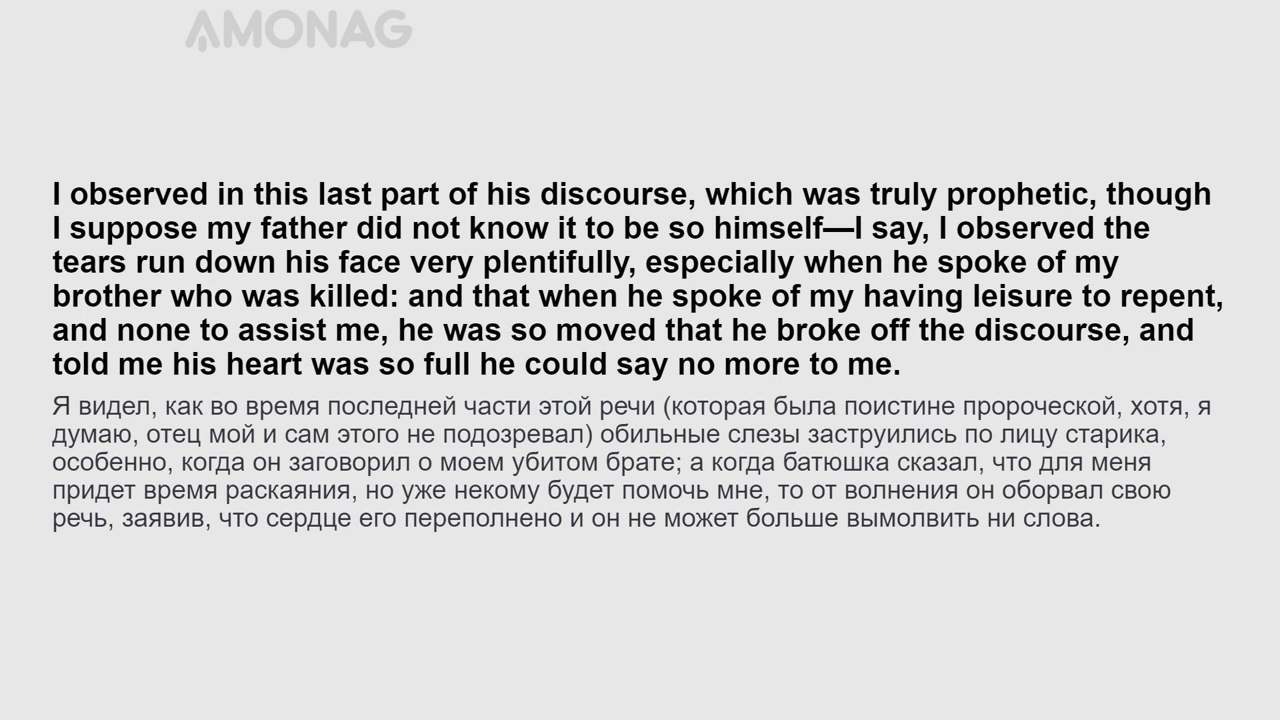 AMONAG
I observed in this last part of his discourse, which was truly prophetic, though
I suppose my father did not know it to be so himself—I say, I observed the
tears run down his face very plentifully, especially when he spoke of my
brother who was killed: and that when he spoke of my having leisure to repent,
and none to assist me, he was so moved that he broke off the discourse, and
told me his heart was so full he could say no more to me.
Я видел, как во время последней части этой речи (которая была поистине пророческой, хотя, я
думаю, отец мой и сам этого не подозревал) обильные слезы заструились по лицу старика,
особенно, когда он заговорил о моем убитом брате; а когда батюшка сказал, что для меня
придет время раскаяния, но уже некому будет помочь мне, то от волнения он оборвал свою
речь, заявив, что сердце его переполнено и он не может больше вымолвить ни слова.